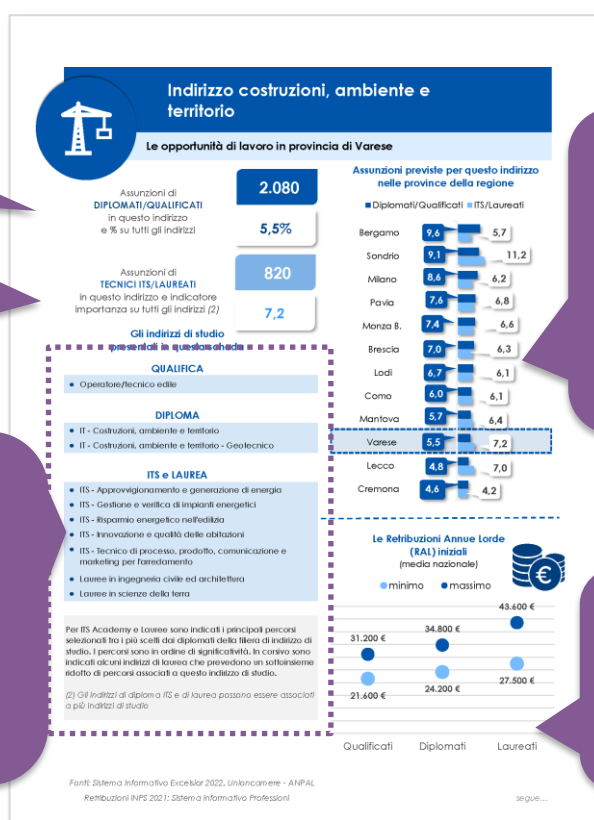 Indirizzo costruzioni, ambiente e
territorio
Le opportunità di lavoro in provincia di Varese
Assunzioni di
DIPLOMATI/QUALIFICATI
in questo indirizzo
e % su tutti gli indirizzi
2.080
5,5%
Assunzioni di
TECNICI ITS/LAUREATI
in questo indirizzo e indicatore
importanza su tutti gli indirizzi (2)
820
7,2
Gli indirizzi di studio
presentati in questa scheda
QUALIFICA
• Operatore/tecnico edile
DIPLOMA
• IT - Costruzioni, ambiente e territorio
• IT - Costruzioni, ambiente e territorio - Geotecnico
ITS e LAUREA
• ITS - Approvvigionamento e generazione di energia
• ITS - Gestione e verifica di impianti energetici
• ITS - Risparmio energetico nell'edilizia
• ITS - Innovazione e qualità delle abitazioni
• ITS - Tecnico di processo, prodotto, comunicazione e
marketing per l'arredamento
• Lauree in ingegneria civile ed architettura
• Lauree in scienze della terra
Per ITS Academy e Lauree sono indicati i principali percorsi
selezionati tra i più scelti dai diplomati della filiera di indirizzo di
studio. I percorsi sono in ordine di significatività. In corsivo sono
indicati alcuni indirizzi di laurea che prevedono un sottoinsieme
ridotto di percorsi associati a questo indirizzo di studio.
(2) Gli indirizzi di diploma ITS e di laurea possono essere associati
a più indirizzi di studio
Assunzioni previste per questo indirizzo
nelle province della regione
Diplomati/Qualificati ITS/Laureati
Bergamo 9,6 5,7
Sondrio 9,1 11,2
Milano 8,6 6,2
Pavia 7,6 6,8
Monza B. 7,4 6,6
Brescia 7,0 6,3
Lodi 6,7 6,1
Como 6,0 6,1
Mantova 5,7 6,4
Varese 5,5 7,2
Lecco 4,8 7,0
Cremona 4,6 4,2
Le Retribuzioni Annue Lorde
(RAL) iniziali
(media nazionale)
minimo massimo
43.600 €
34.800 €
31.200 €
27.500 €
24.200 €
21.600 €
Qualificati Diplomati Laureati
Fonti: Sistema Informativo Excelsior 2022, Unioncamere - ANPAL
Retribuzioni INPS 2021: Sistema Informativo Professioni
segue...